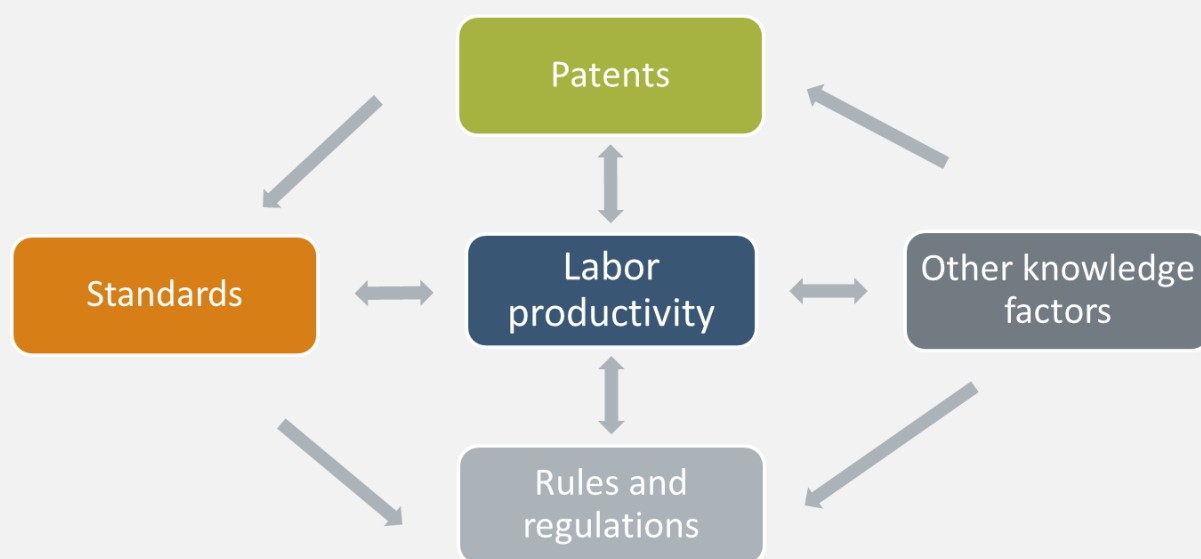 Patents
Standards
Labor
productivity
Other knowledge
factors
Rules and
regulations